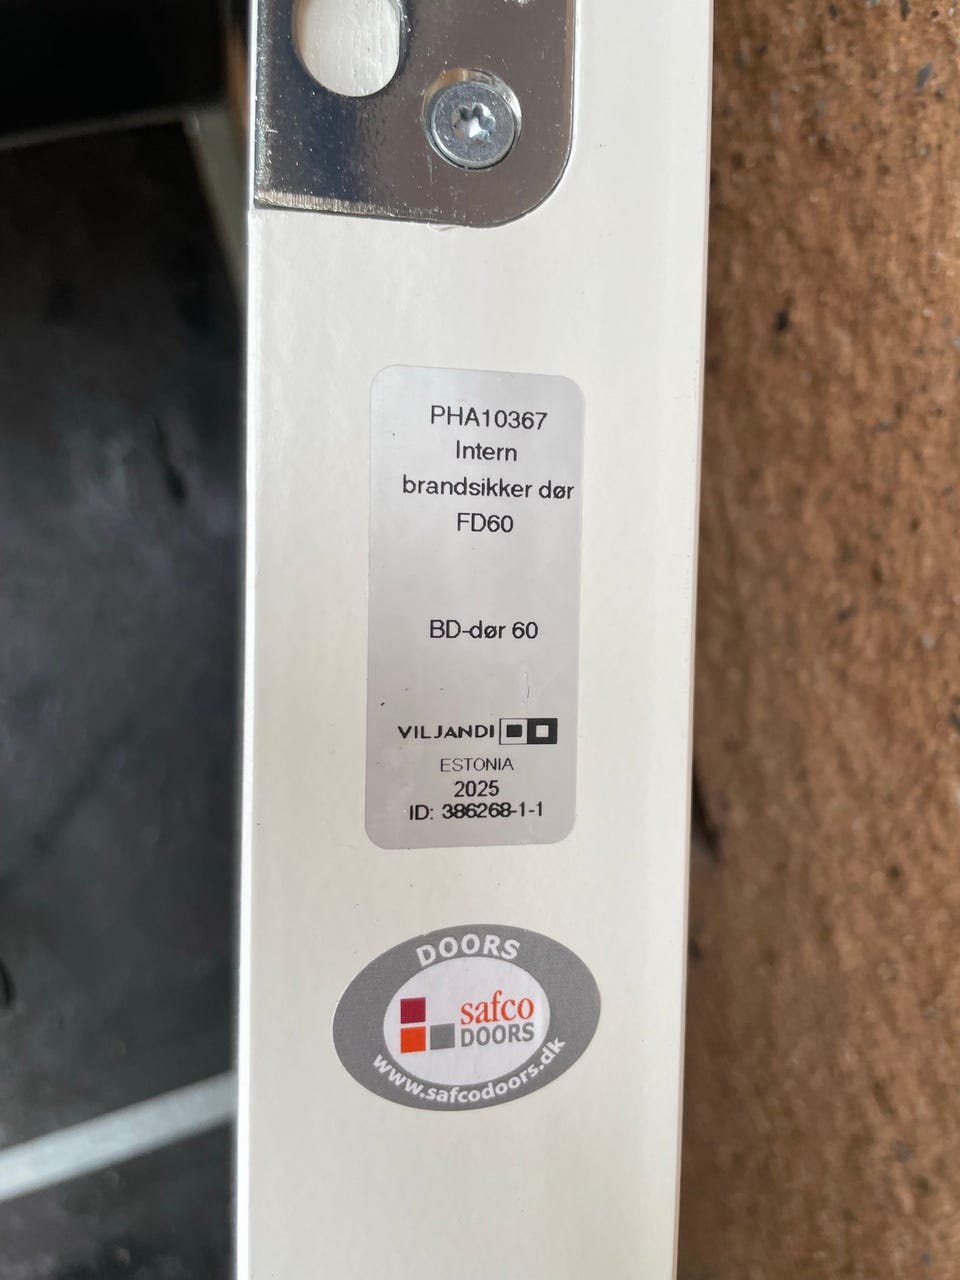 PHA10367
Intern
brandsikker dør
FD60
BD-dør 60
VILJANDI
ESTONIA
2025
ID: 386268-1-1
DOORS
safco
DOORS
www.safcodoors.dk